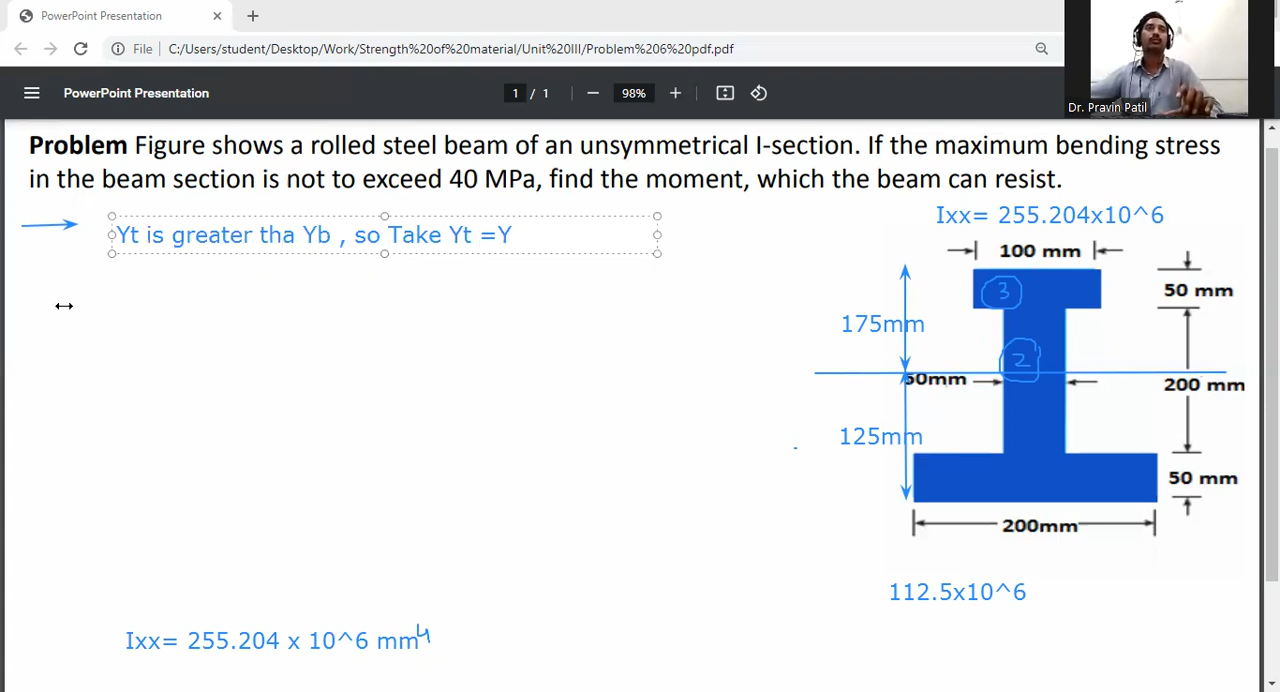 PowerPoint Presentation
File
C:/Users/student/Desktop/Work/Strength%20of%20material/Unit%20III/Problem%206%20pdf.pdf
PowerPoint Presentation
1 / 1
98%
Dr. Pravin Patil
Problem Figure shows a rolled steel beam of an unsymmetrical I-section. If the maximum bending stress
in the beam section is not to exceed 40 MPa, find the moment, which the beam can resist.
Yt is greater tha Yb , so Take Yt =Y
Ixx= 255.204x10^6
100 mm
3
50 mm
175mm
2
50mm
200 mm
125mm
50 mm
200mm
112.5x10^6
Ixx= 255.204 x 10^6 mm4